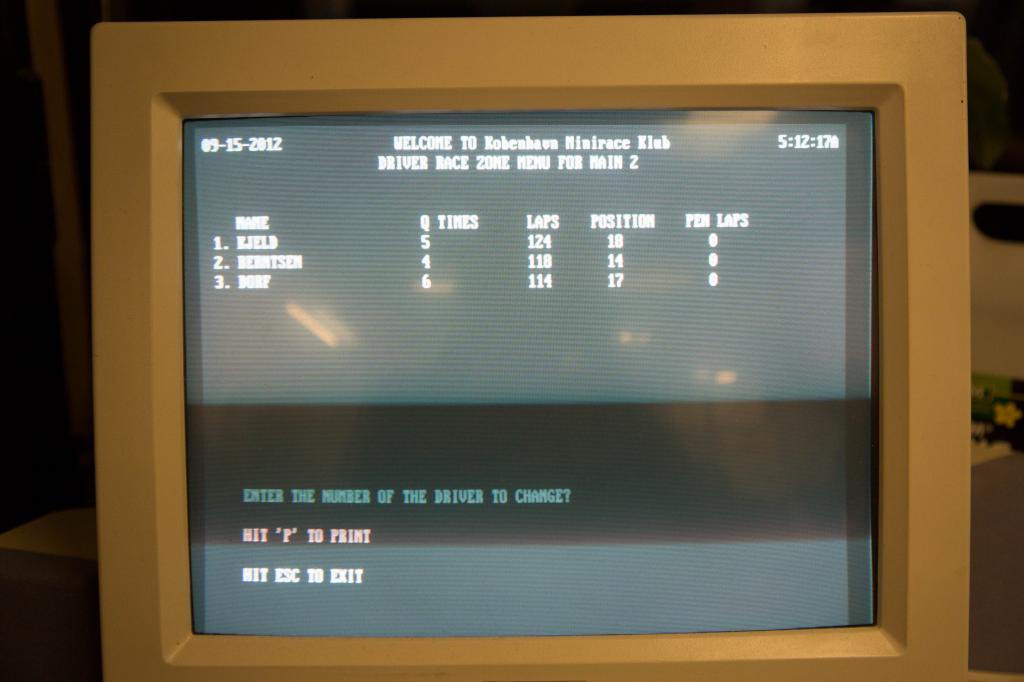 09-15-2012 WELCOME TO Kobenhavn Minirace Klub 5:12:17A
DRIVER RACE ZONE MENU FOR MAIN 2
NAME Q TIMES LAPS POSITION PEN LAPS
1. KJELD 5 124 18 0
2. BERNTSEN 4 118 14 0
3. DORF 6 114 17 0
ENTER THE NUMBER OF THE DRIVER TO CHANGE?
HIT 'P' TO PRINT
HIT ESC TO EXIT